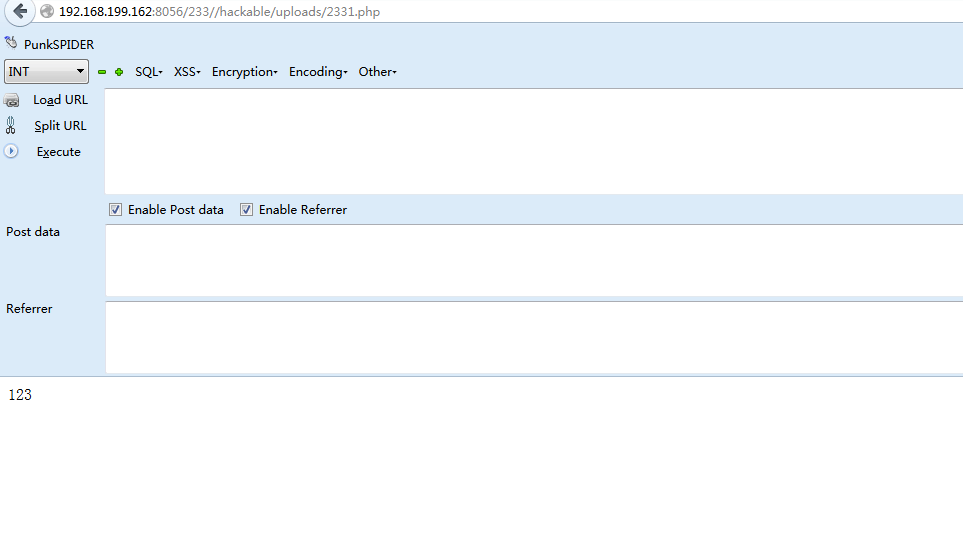 192.168.199.162:8056/233//hackable/uploads/2331.php
PunkSPIDER
INT SQL XSS Encryption Encoding Other
Load URL
Split URL
Execute
Enable Post data Enable Referrer
Post data
Referrer
123